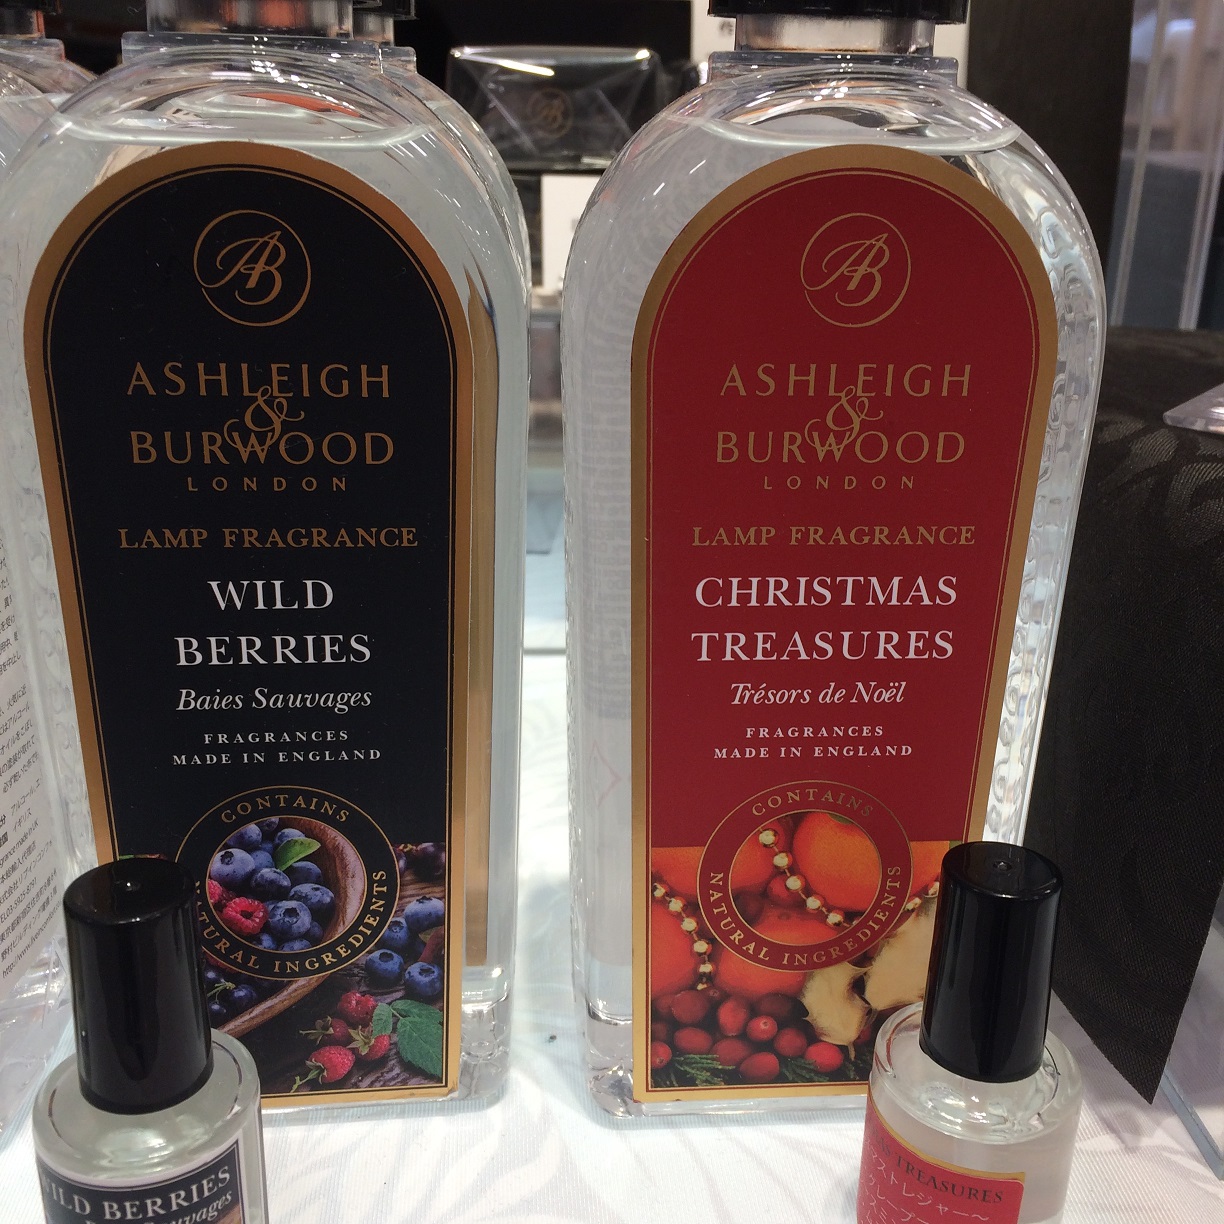 AB
ASHLEIGH
&
BURWOOD
LONDON
LAMP FRAGRANCE
WILD
BERRIES
Baies Sauvages
FRAGRANCES
MADE IN ENGLAND
CONTAINS
NATURAL INGREDIENTS
AB
ASHLEIGH
&
BURWOOD
LONDON
LAMP FRAGRANCE
CHRISTMAS
TREASURES
Trésors de Noël
FRAGRANCES
MADE IN ENGLAND
CONTAINS
NATURAL INGREDIENTS
WILD BERRIES
Sauvages
TREASURES